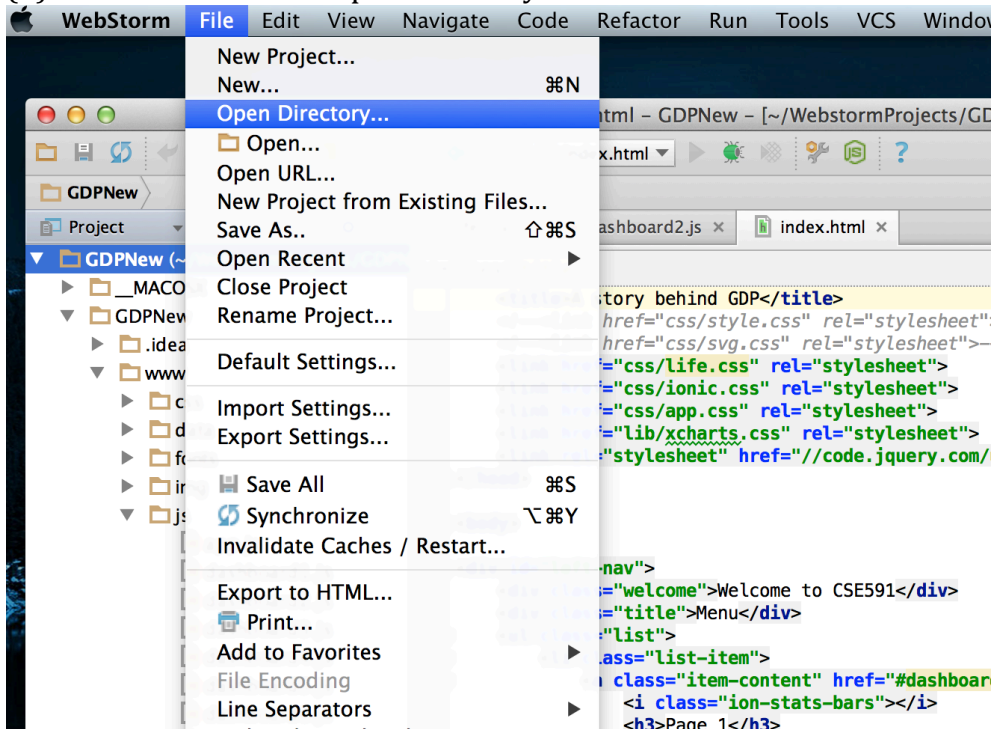 WebStorm File Edit View Navigate Code Refactor Run Tools VCS Window
New Project...
New... ⌘N
Open Directory...
Open...
Open URL...
New Project from Existing Files...
Save As.. ⇧⌘S
Open Recent
Close Project
Rename Project...
Default Settings...
Import Settings...
Export Settings...
Save All ⌘S
Synchronize ⌥⌘Y
Invalidate Caches / Restart...
Export to HTML...
Print...
Add to Favorites
File Encoding
Line Separators
html – GDPNew – [~/WebstormProjects/GD
x.html
GDPNew
Project
ashboard2.js index.html
GDPNew (~
__MACO
GDPNew
.idea
www
story behind GDP</title>
href="css/style.css" rel="stylesheet"
href="css/svg.css" rel="stylesheet">-
="css/life.css" rel="stylesheet">
="css/ionic.css" rel="stylesheet">
="css/app.css" rel="stylesheet">
="lib/xcharts.css" rel="stylesheet">
"stylesheet" href="//code.jquery.com/
-nav">
="welcome">Welcome to CSE591</div>
="title">Menu</div>
"list">
ass="list-item">
class="item-content" href="#dashboar
<i class="ion-stats-bars"></i>
<h3>Page 1</h3>